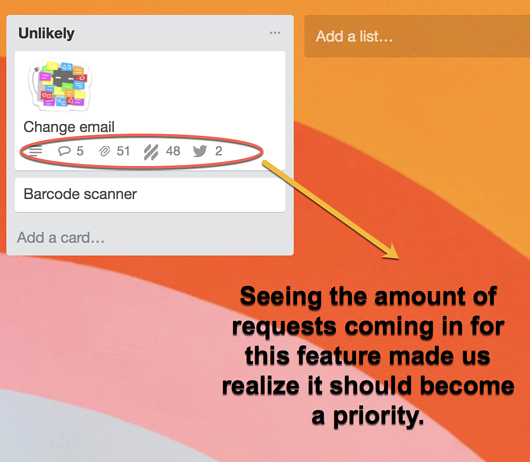 Unlikely
...
Add a list...
Change email
5 51 48 2
Barcode scanner
Add a card...
Seeing the amount of
requests coming in for
this feature made us
realize it should become
a priority.